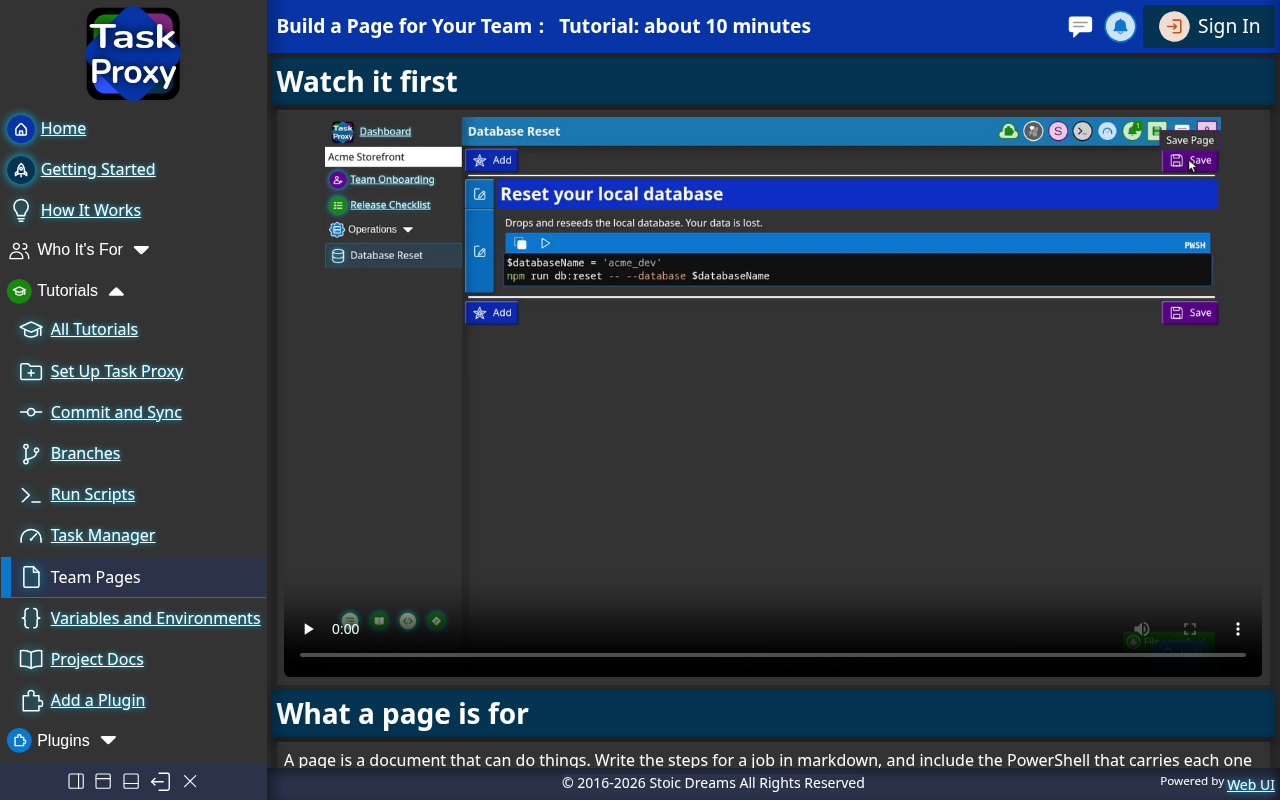 Task
Proxy
Home
Getting Started
How It Works
Who It's For
Tutorials
All Tutorials
Set Up Task Proxy
Commit and Sync
Branches
Run Scripts
Task Manager
Team Pages
Variables and Environments
Project Docs
Add a Plugin
Plugins
Build a Page for Your Team : Tutorial: about 10 minutes
Sign In
Watch it first
Task
Proxy
Dashboard
Acme Storefront
Team Onboarding
Release Checklist
Operations
Database Reset
Database Reset
S
1
Save Page
Add
Save
Reset your local database
Drops and reseeds the local database. Your data is lost.
PWSH
$databaseName = 'acme_dev'
npm run db:reset -- --database $databaseName
Add
Save
0:00
What a page is for
A page is a document that can do things. Write the steps for a job in markdown, and include the PowerShell that carries each one
© 2016-2026 Stoic Dreams All Rights Reserved
Powered by Web UI